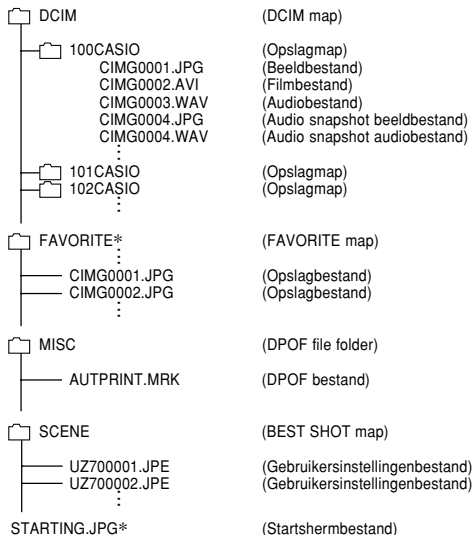 DCIM (DCIM map)
100CASIO (Opslagmap)
CIMG0001.JPG (Beeldbestand)
CIMG0002.AVI (Filmbestand)
CIMG0003.WAV (Audiobestand)
CIMG0004.JPG (Audio snapshot beeldbestand)
CIMG0004.WAV (Audio snapshot audiobestand)
101CASIO (Opslagmap)
102CASIO (Opslagmap)
FAVORITE* (FAVORITE map)
CIMG0001.JPG (Opslagbestand)
CIMG0002.JPG (Opslagbestand)
MISC (DPOF file folder)
AUTPRINT.MRK (DPOF bestand)
SCENE (BEST SHOT map)
UZ700001.JPE (Gebruikersinstellingenbestand)
UZ700002.JPE (Gebruikersinstellingenbestand)
STARTING.JPG* (Startshermbestand)